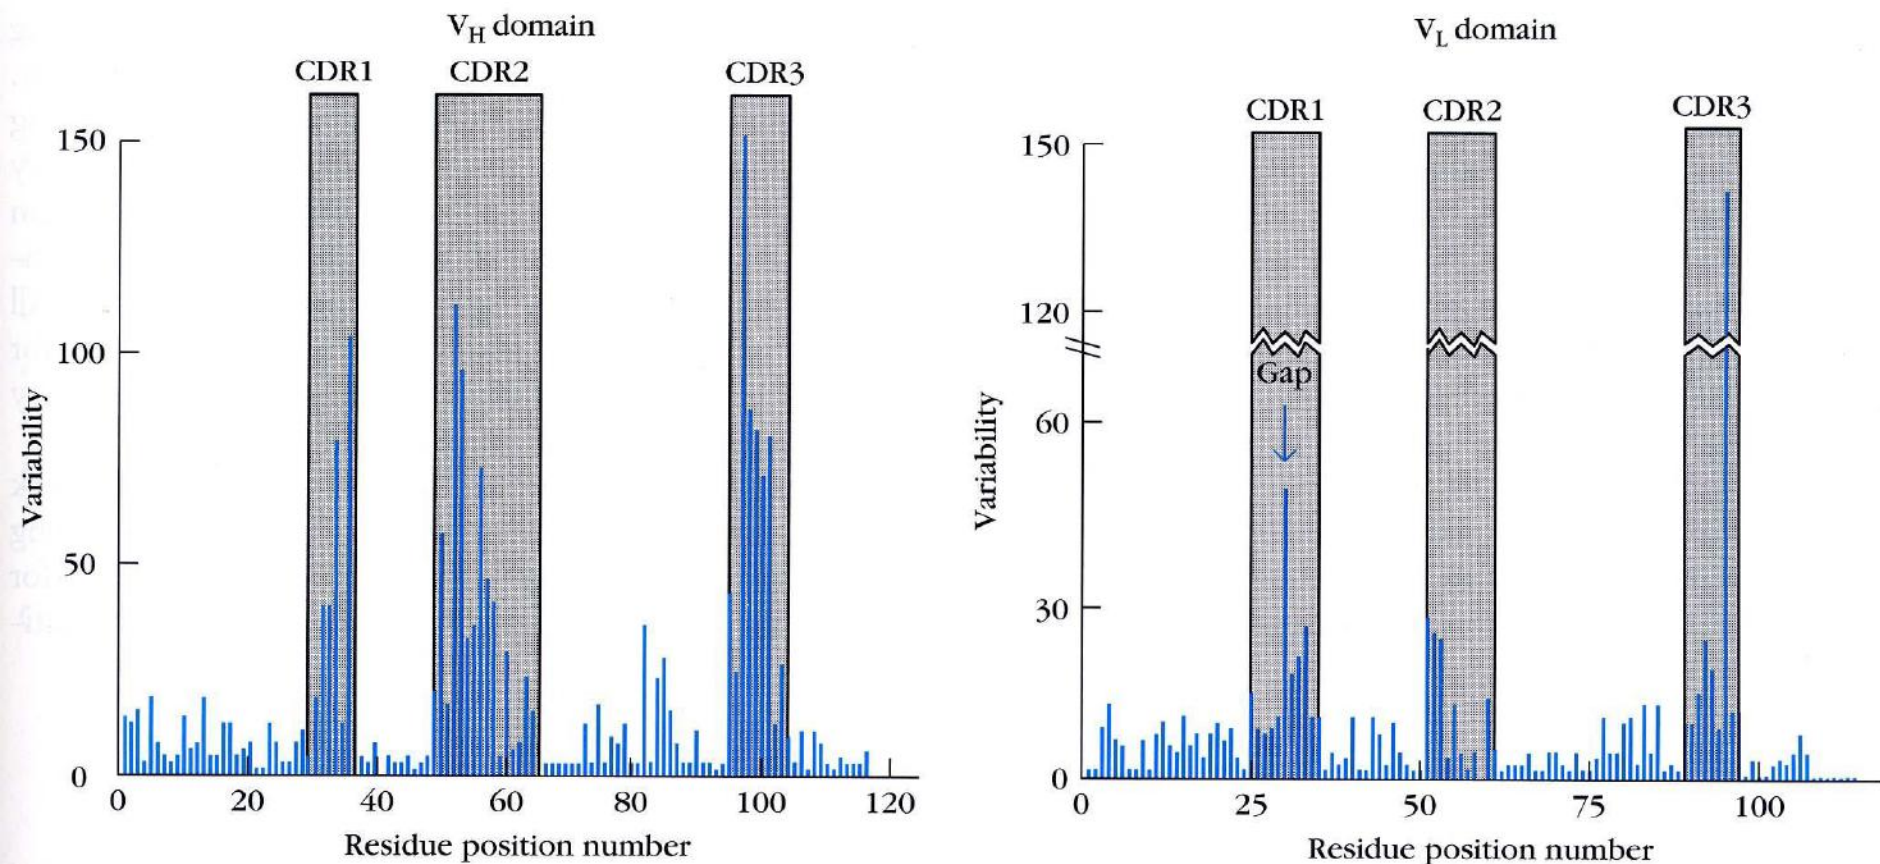 V_H domain
CDR1 CDR2 CDR3
150
100
50
0
Variability
0 20 40 60 80 100 120
Residue position number
V_L domain
CDR1 CDR2 CDR3
150
120
Gap
60
30
0
Variability
0 25 50 75 100
Residue position number